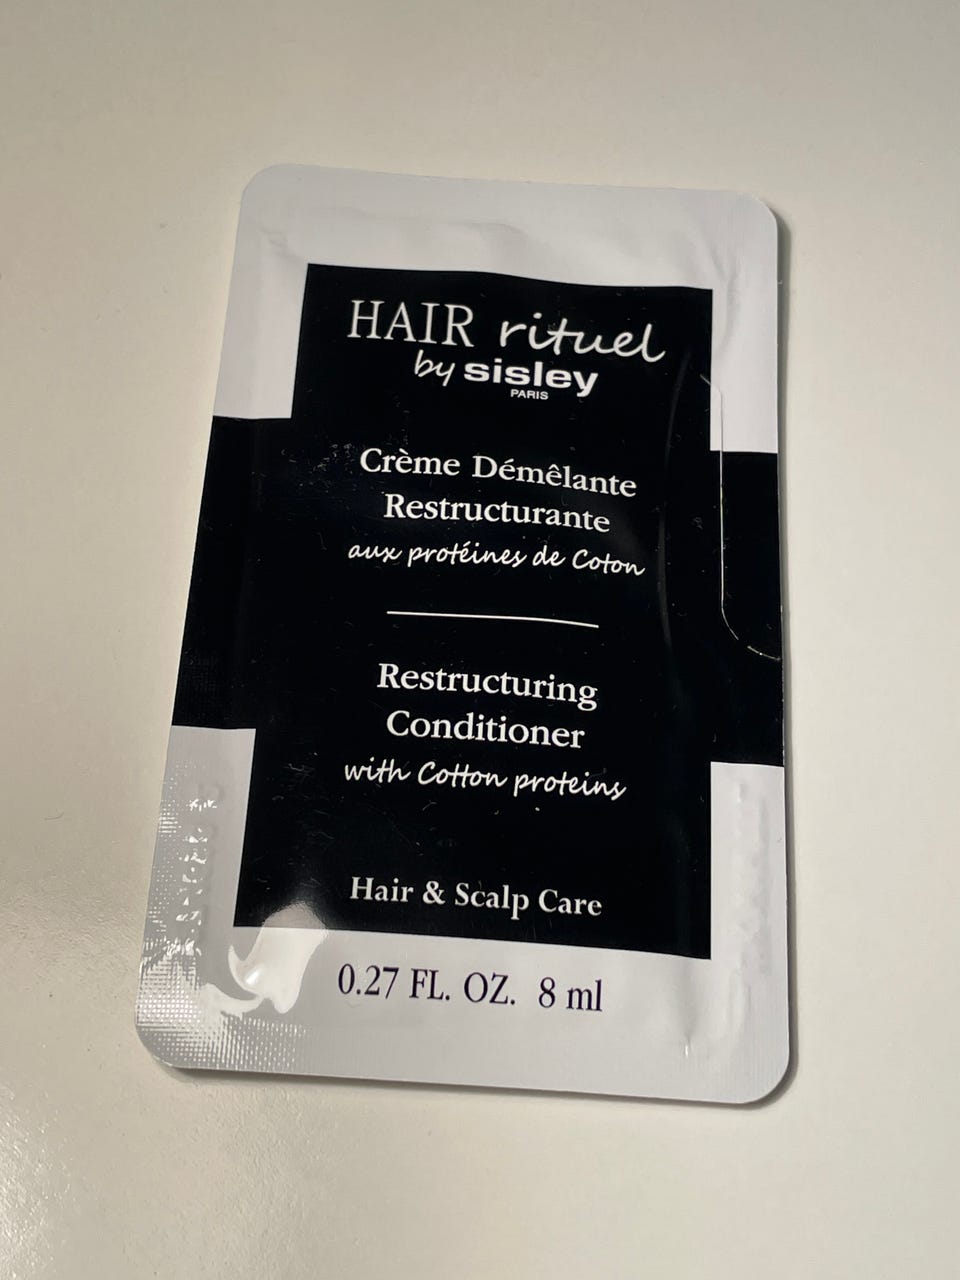 HAIR rituel
by sisley
PARIS
Crème Démêlante
Restructurante
aux protéines de Coton
Restructuring
Conditioner
with Cotton proteins
Hair & Scalp Care
0.27 FL. OZ. 8 ml